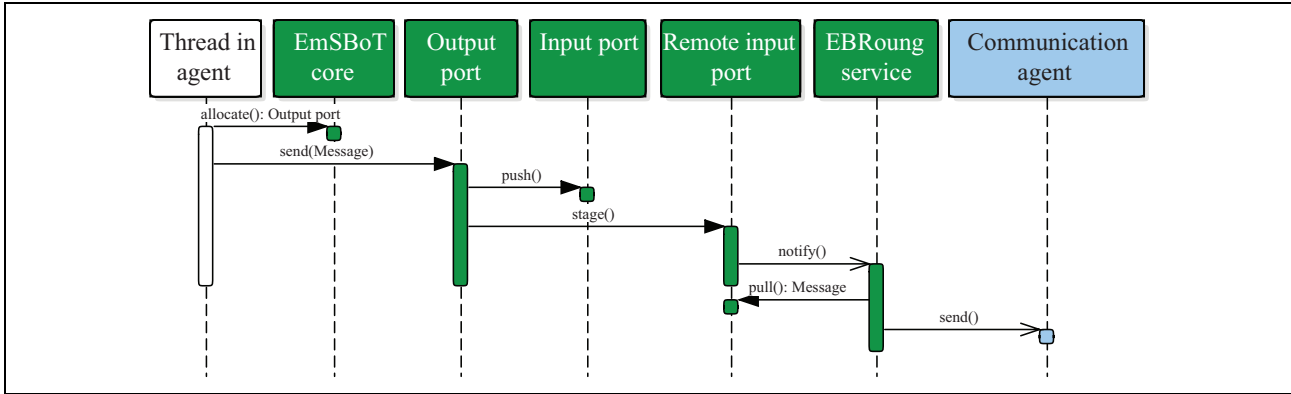 Thread in
agent
EmSBoT
core
Output
port
Input port
Remote input
port
EBRoung
service
Communication
agent
allocate(): Output port
send(Message)
push()
stage()
notify()
pull(): Message
send()